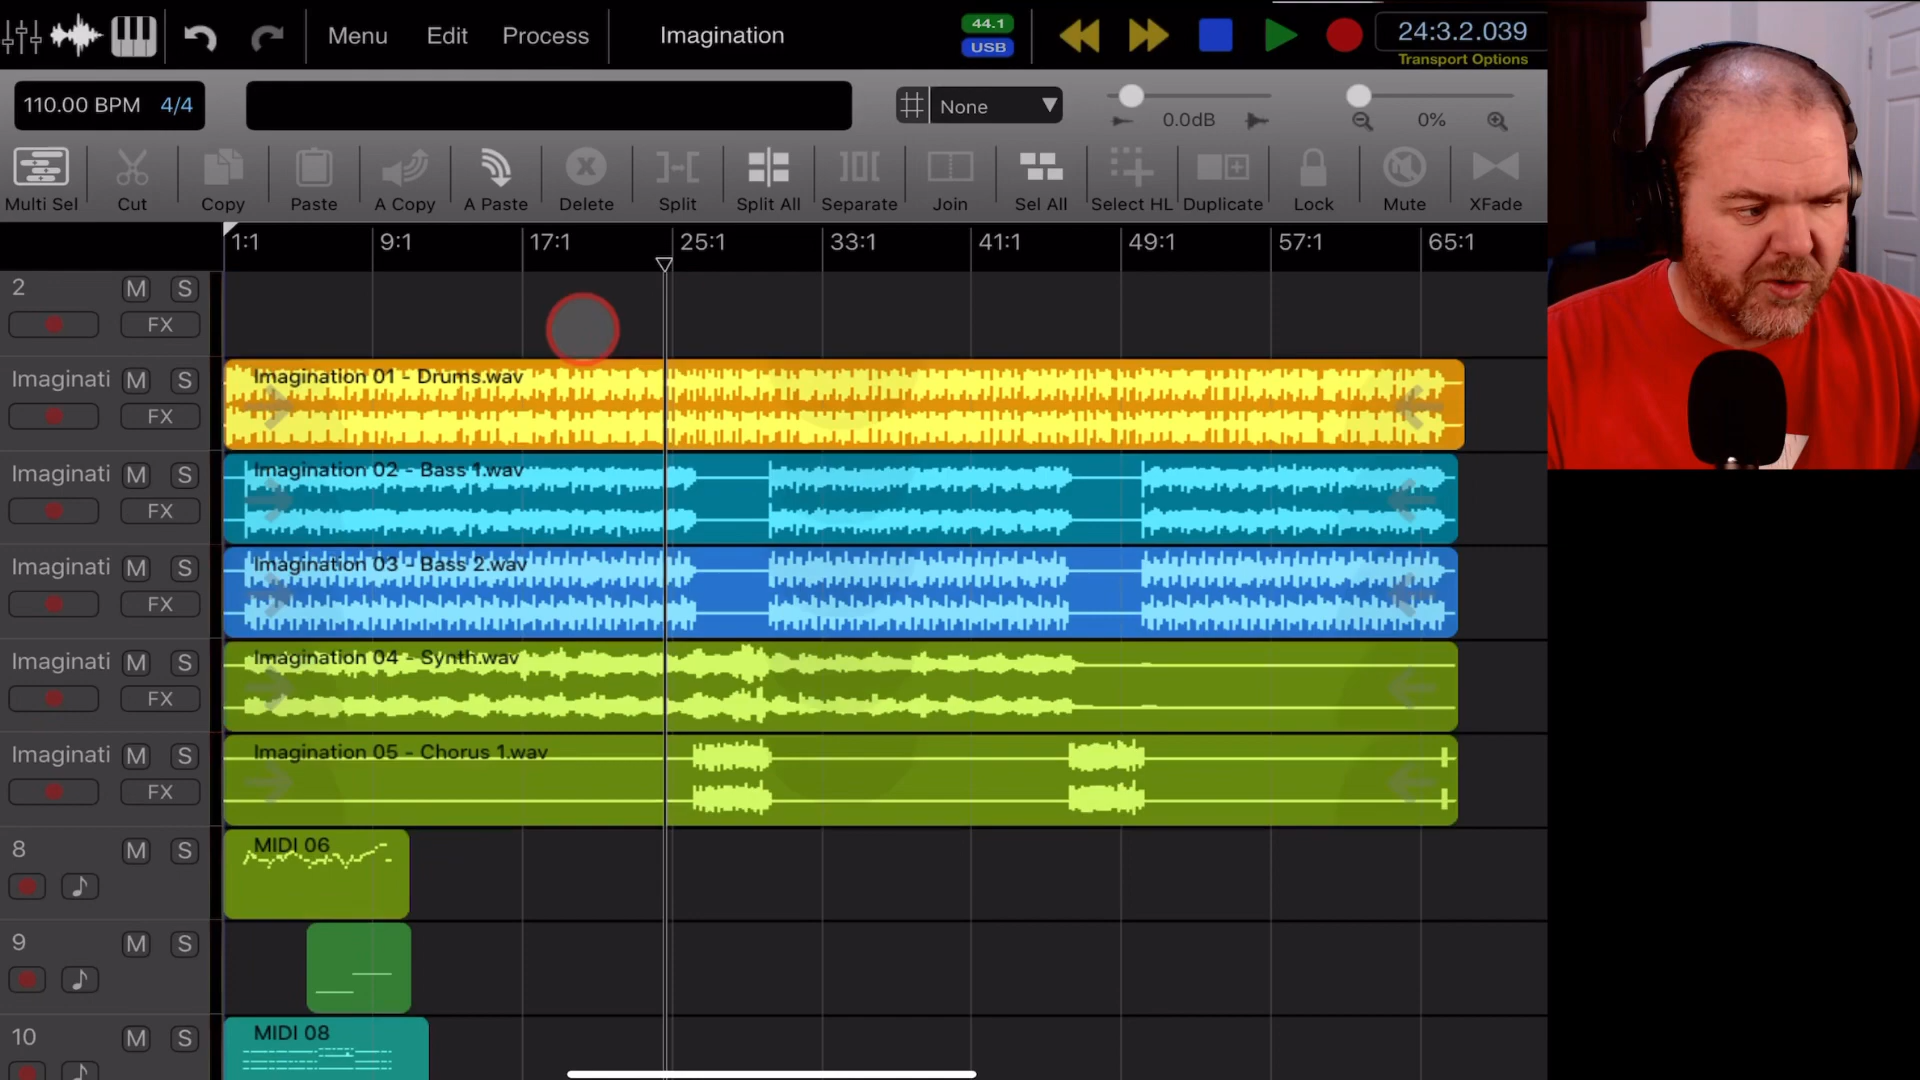 Menu Edit Process Imagination 44.1 USB 24:3.2.039
Transport Options
110.00 BPM 4/4 None 0.0dB 0%
Multi Sel Cut Copy Paste A Copy A Paste Delete Split Split All Separate Join Sel All Select HL Duplicate Lock Mute XFade
1:1 9:1 17:1 25:1 33:1 41:1 49:1 57:1 65:1
2 M S
FX
Imaginati M S Imagination 01 - Drums.wav
FX
Imaginati M S Imagination 02 - Bass 1.wav
FX
Imaginati M S Imagination 03 - Bass 2.wav
FX
Imaginati M S Imagination 04 - Synth.wav
FX
Imaginati M S Imagination 05 - Chorus 1.wav
FX
8 M S MIDI 06
9 M S
10 M S MIDI 08